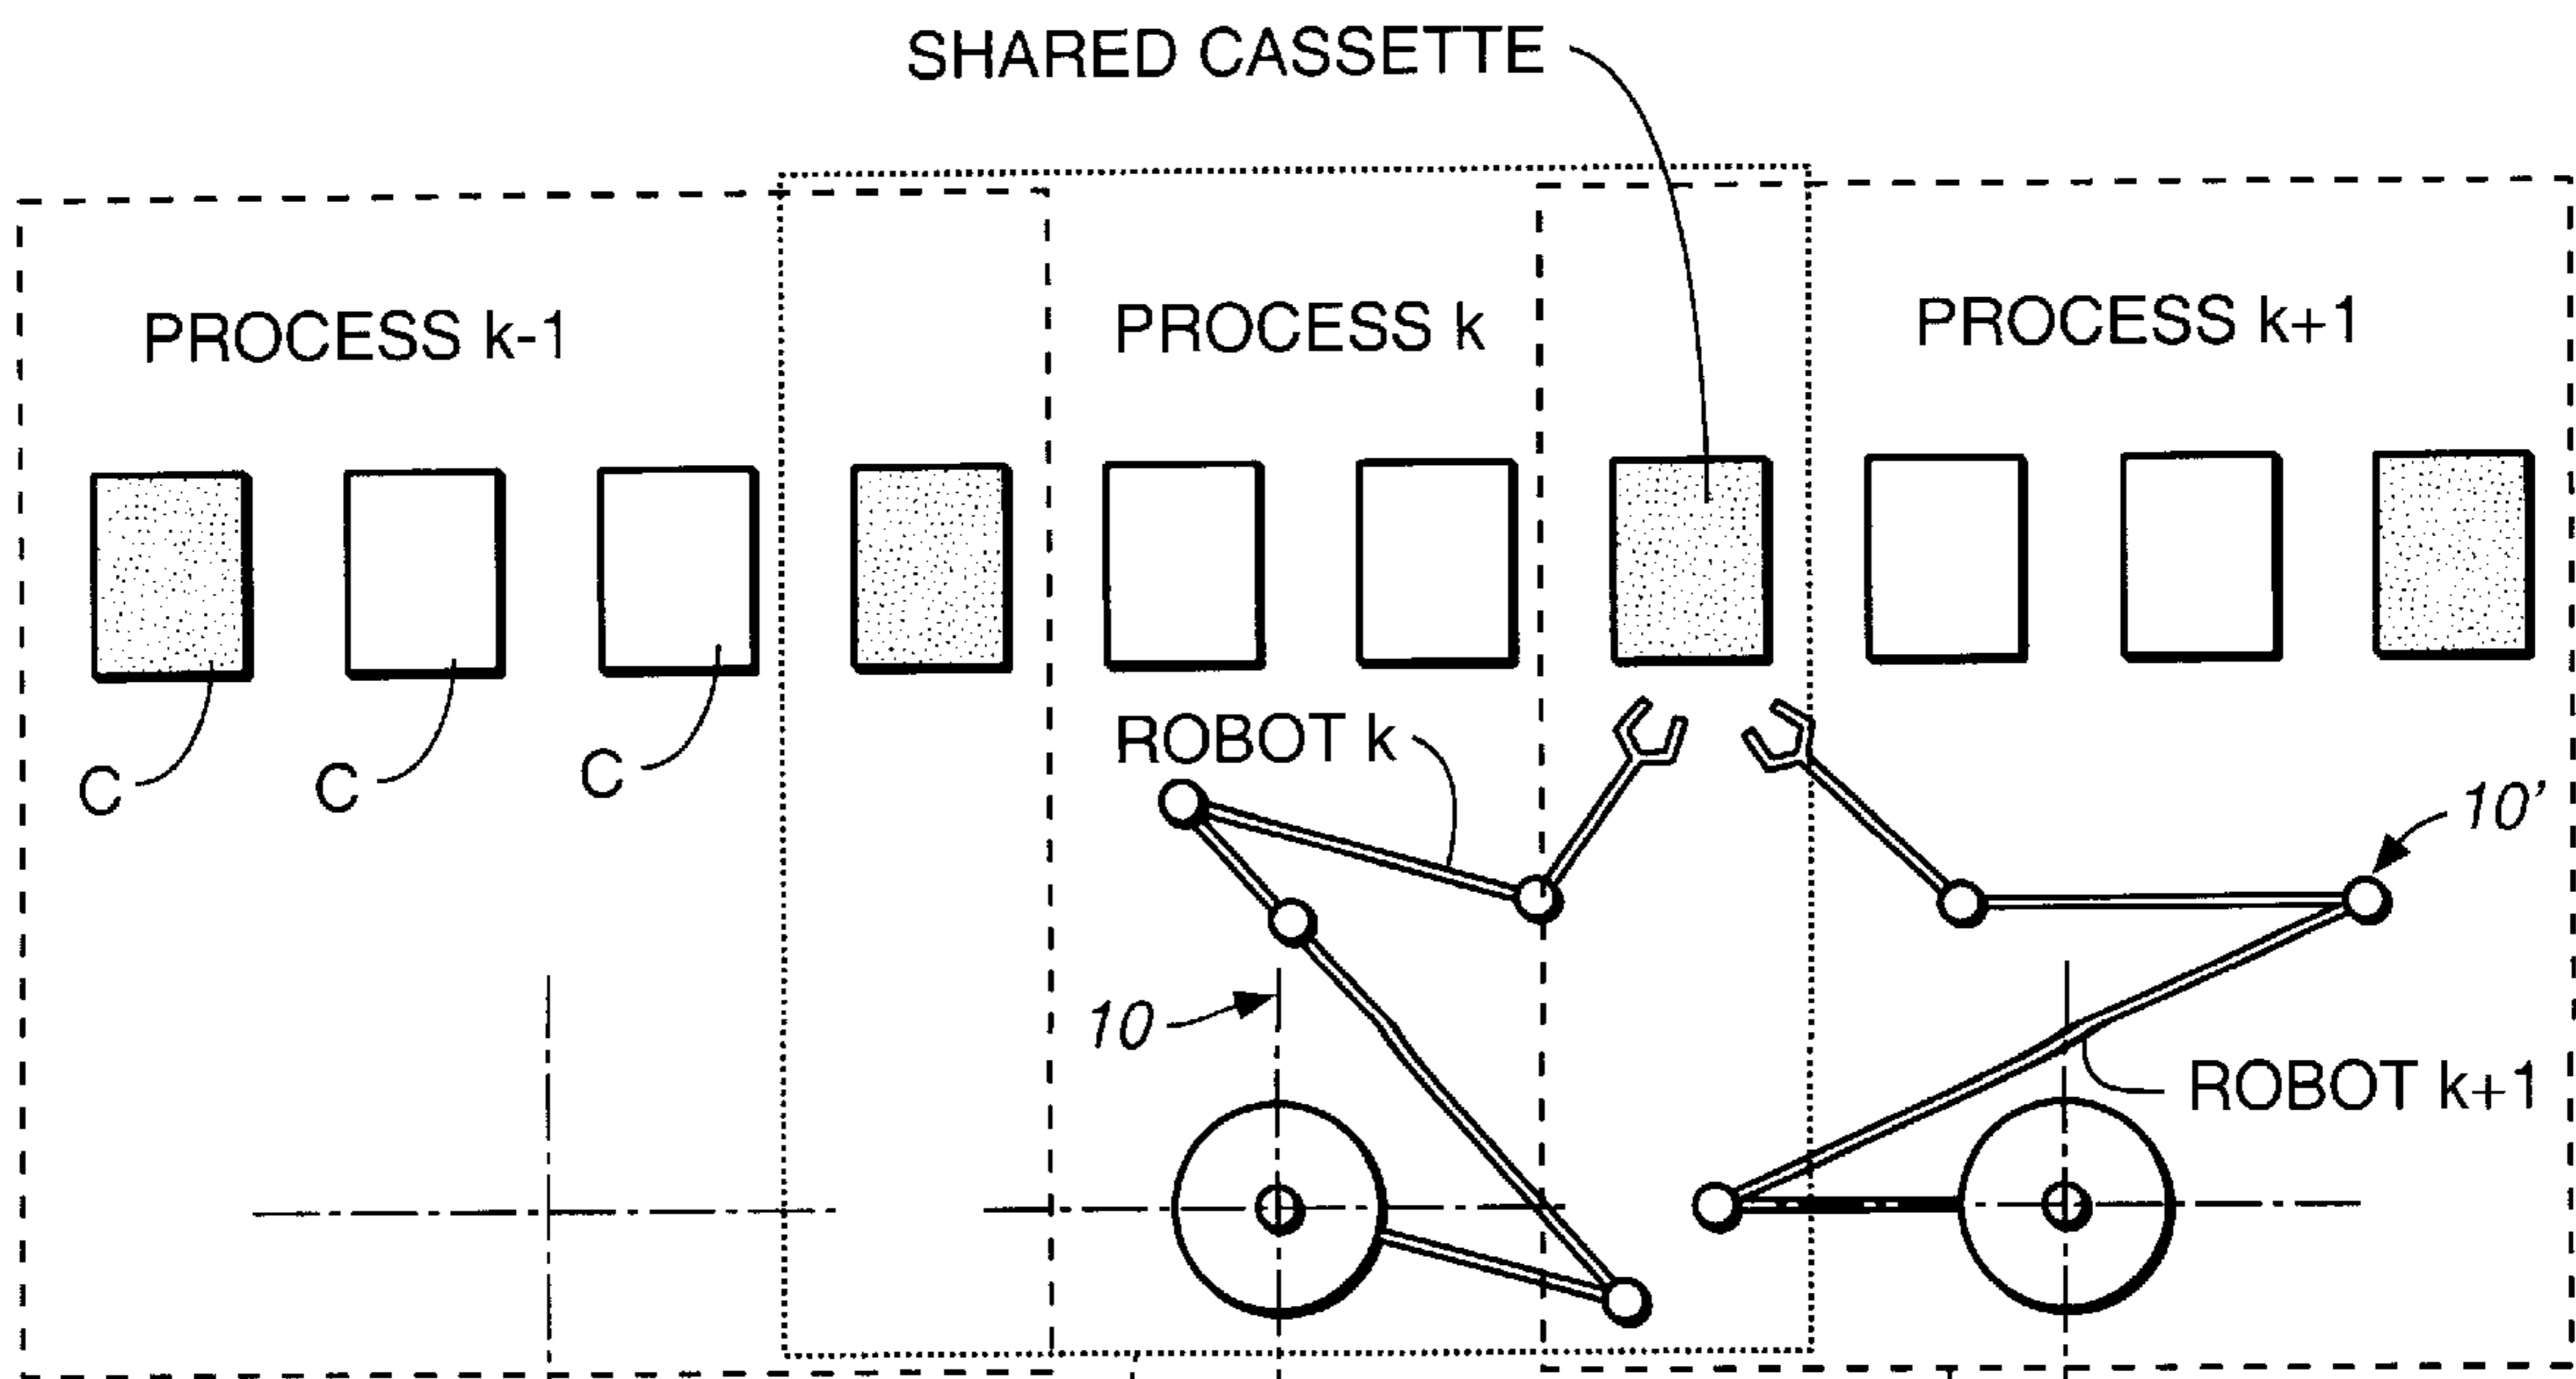 SHARED CASSETTE
PROCESS k-1
PROCESS k
PROCESS k+1
C
C
C
ROBOT k
10'
10
ROBOT k+1